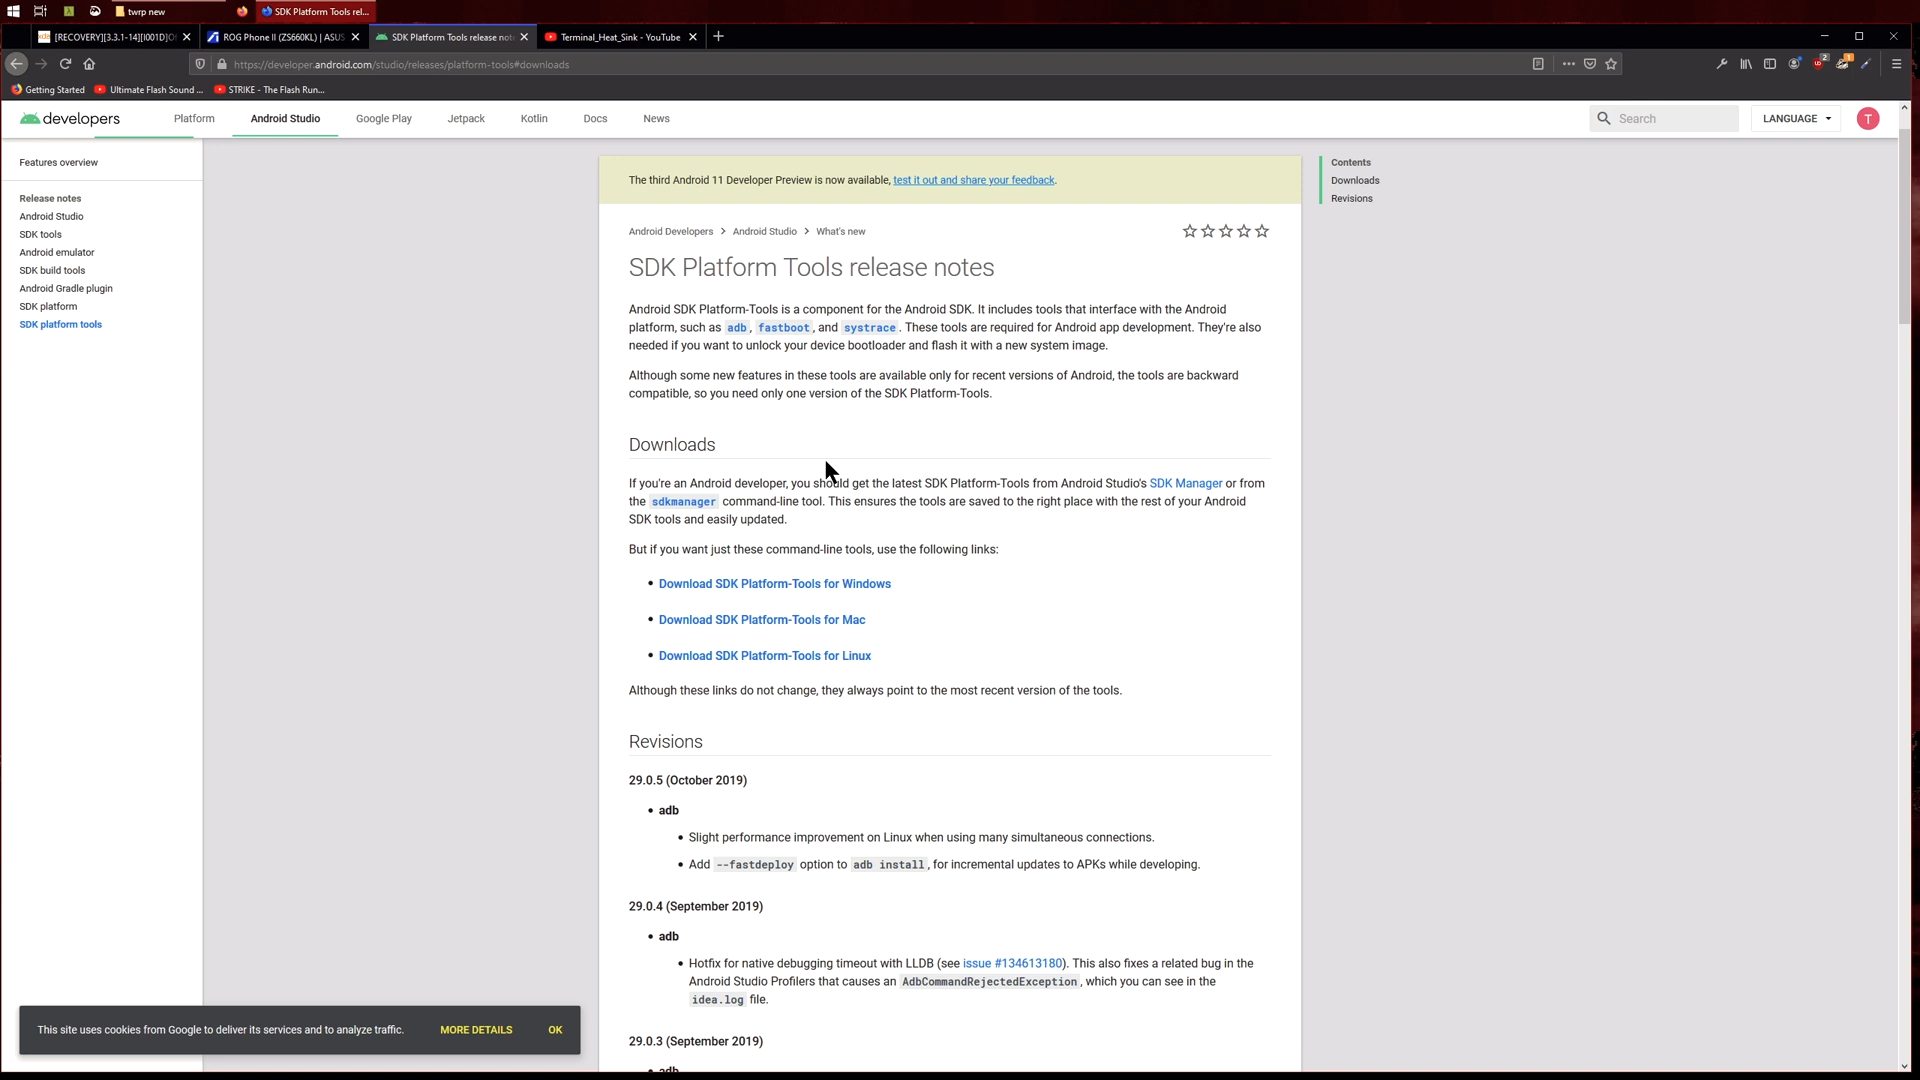 twrp new
SDK Platform Tools rel...
[RECOVERY][3.3.1-14][I001D]Of
ROG Phone II (ZS660KL) | ASUS
SDK Platform Tools release not
Terminal_Heat_Sink - YouTube
https://developer.android.com/studio/releases/platform-tools#downloads
Getting Started
Ultimate Flash Sound ...
STRIKE - The Flash Run...
developers
Platform
Android Studio
Google Play
Jetpack
Kotlin
Docs
News
Search
LANGUAGE
T
Features overview
Release notes
Android Studio
SDK tools
Android emulator
SDK build tools
Android Gradle plugin
SDK platform
SDK platform tools
The third Android 11 Developer Preview is now available, test it out and share your feedback.
Android Developers > Android Studio > What's new
SDK Platform Tools release notes
Android SDK Platform-Tools is a component for the Android SDK. It includes tools that interface with the Android
platform, such as adb, fastboot, and systrace. These tools are required for Android app development. They're also
needed if you want to unlock your device bootloader and flash it with a new system image.
Although some new features in these tools are available only for recent versions of Android, the tools are backward
compatible, so you need only one version of the SDK Platform-Tools.
Downloads
If you're an Android developer, you should get the latest SDK Platform-Tools from Android Studio's SDK Manager or from
the sdkmanager command-line tool. This ensures the tools are saved to the right place with the rest of your Android
SDK tools and easily updated.
But if you want just these command-line tools, use the following links:
• Download SDK Platform-Tools for Windows
• Download SDK Platform-Tools for Mac
• Download SDK Platform-Tools for Linux
Although these links do not change, they always point to the most recent version of the tools.
Revisions
29.0.5 (October 2019)
• adb
• Slight performance improvement on Linux when using many simultaneous connections.
• Add --fastdeploy option to adb install, for incremental updates to APKs while developing.
29.0.4 (September 2019)
• adb
• Hotfix for native debugging timeout with LLDB (see issue #134613180). This also fixes a related bug in the
Android Studio Profilers that causes an AdbCommandRejectedException, which you can see in the
idea.log file.
29.0.3 (September 2019)
• adb
Contents
Downloads
Revisions
This site uses cookies from Google to deliver its services and to analyze traffic.
MORE DETAILS
OK